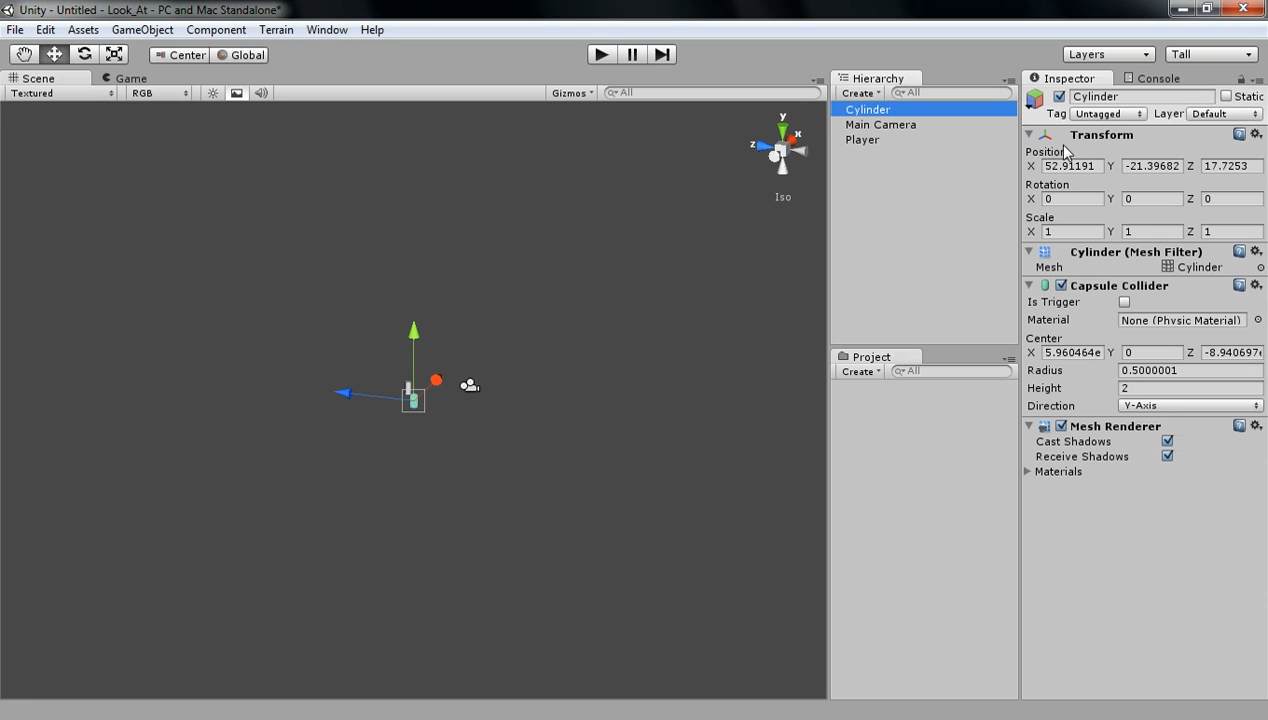 Unity - Untitled - Look_At - PC and Mac Standalone*
File Edit Assets GameObject Component Terrain Window Help
Center Global Layers Tall
Scene Game
Textured RGB Gizmos All
y
x
z
Iso
Hierarchy
Create All
Cylinder
Main Camera
Player
Project
Create All
Inspector Console
Cylinder Static
Tag Untagged Layer Default
Transform
Position
X 52.91191 Y -21.39682 Z 17.7253
Rotation
X 0 Y 0 Z 0
Scale
X 1 Y 1 Z 1
Cylinder (Mesh Filter)
Mesh Cylinder
Capsule Collider
Is Trigger
Material None (Physic Material)
Center
X 5.960464e Y 0 Z -8.940697e
Radius 0.5000001
Height 2
Direction Y-Axis
Mesh Renderer
Cast Shadows
Receive Shadows
Materials